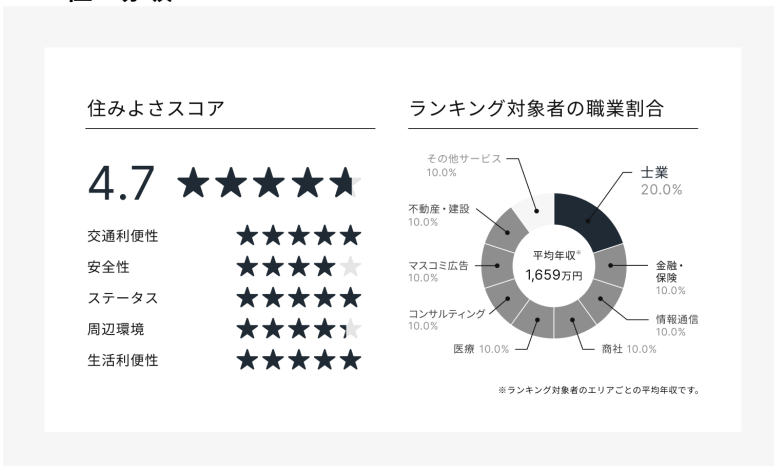 住みよさスコア
4.7
交通利便性
安全性
ステータス
周辺環境
生活利便性
ランキング対象者の職業割合
士業
20.0%
金融・
保険
10.0%
情報通信
10.0%
商社 10.0%
医療 10.0%
コンサルティング
10.0%
マスコミ広告
10.0%
不動産・建設
10.0%
その他サービス
10.0%
平均年収※
1,659万円
※ランキング対象者のエリアごとの平均年収です。